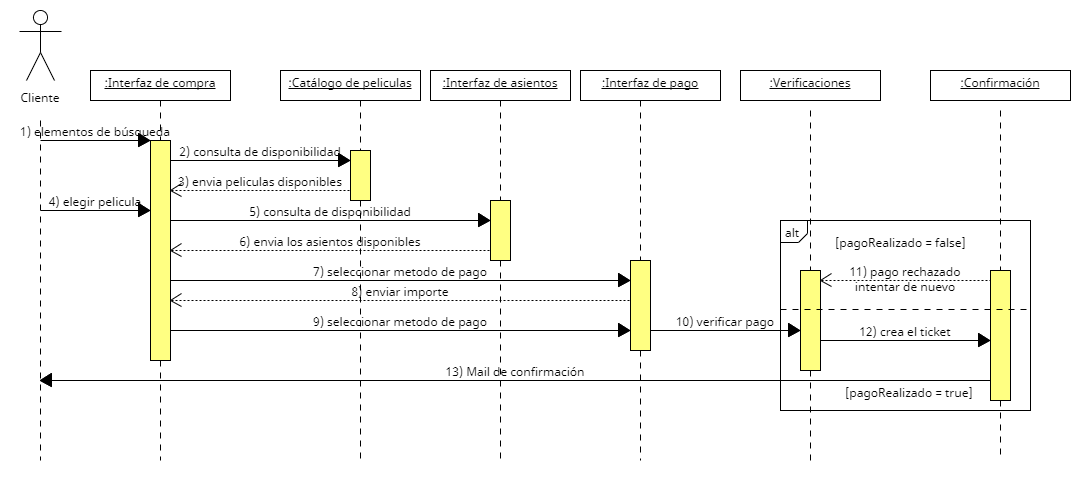 Cliente
:Interfaz de compra
:Catálogo de peliculas
:Interfaz de asientos
:Interfaz de pago
:Verificaciones
:Confirmación
1) elementos de búsqueda
2) consulta de disponibilidad
3) envia peliculas disponibles
4) elegir pelicula
5) consulta de disponibilidad
6) envia los asientos disponibles
alt
[pagoRealizado = false]
7) seleccionar metodo de pago
8) enviar importe
11) pago rechazado
intentar de nuevo
9) seleccionar metodo de pago
10) verificar pago
12) crea el ticket
13) Mail de confirmación
[pagoRealizado = true]